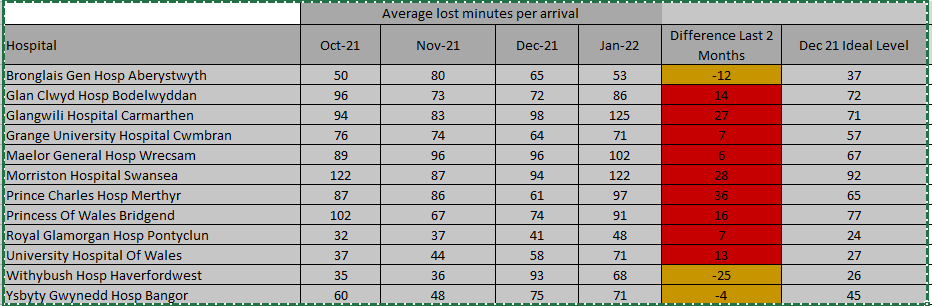 Average lost minutes per arrival
Hospital Oct-21 Nov-21 Dec-21 Jan-22 Difference Last 2 Months Dec 21 Ideal Level
Bronglais Gen Hosp Aberystwyth 50 80 65 53 -12 37
Glan Clwyd Hosp Bodelwyddan 96 73 72 86 14 72
Glangwili Hospital Carmarthen 94 83 98 125 27 71
Grange University Hospital Cwmbran 76 74 64 71 7 57
Maelor General Hosp Wrecsam 89 96 96 102 6 67
Morriston Hospital Swansea 122 87 94 122 28 92
Prince Charles Hosp Merthyr 87 86 61 97 36 65
Princess Of Wales Bridgend 102 67 74 91 16 77
Royal Glamorgan Hosp Pontyclun 32 37 41 48 7 24
University Hospital Of Wales 37 44 58 71 13 27
Withybush Hosp Haverfordwest 35 36 93 68 -25 26
Ysbyty Gwynedd Hosp Bangor 60 48 75 71 -4 45